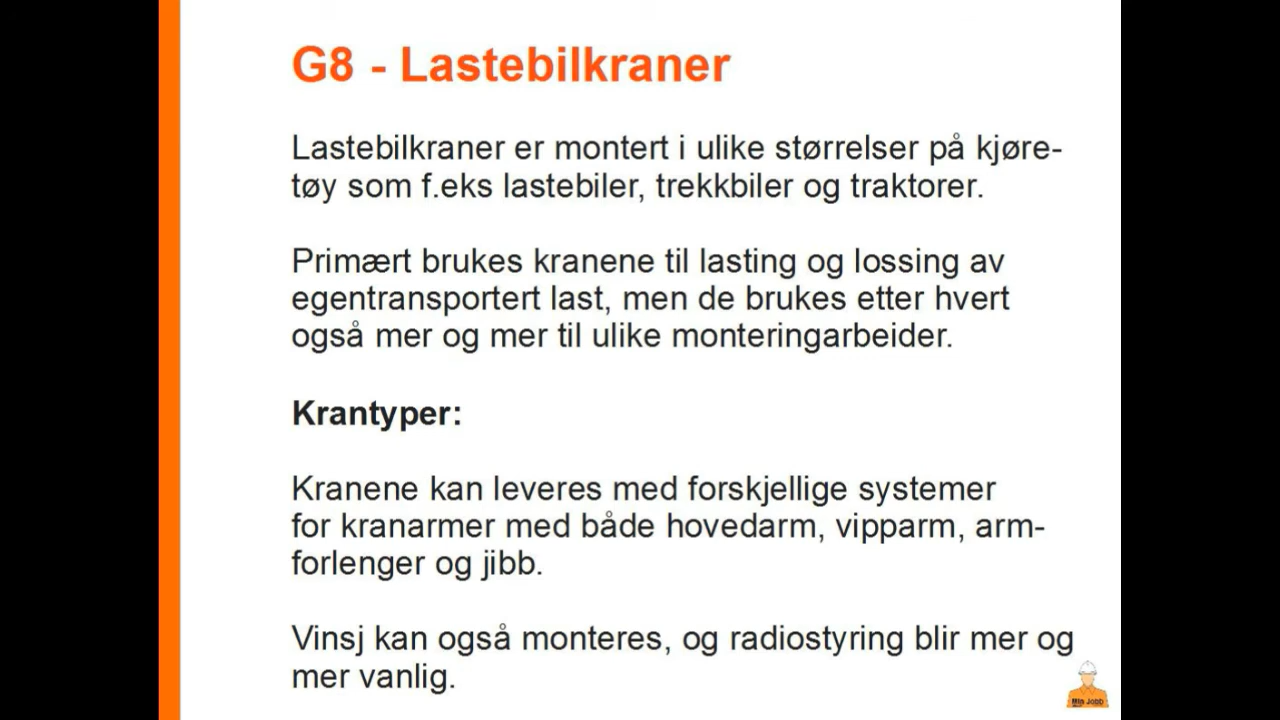 G8 - Lastebilkraner
Lastebilkraner er montert i ulike størrelser på kjøre-
tøy som f.eks lastebiler, trekkbiler og traktorer.
Primært brukes kranene til lasting og lossing av
egentransportert last, men de brukes etter hvert
også mer og mer til ulike monteringarbeider.
Krantyper:
Kranene kan leveres med forskjellige systemer
for kranarmer med både hovedarm, vipparm, arm-
forlenger og jibb.
Vinsj kan også monteres, og radiostyring blir mer og
mer vanlig.
Min Jobb